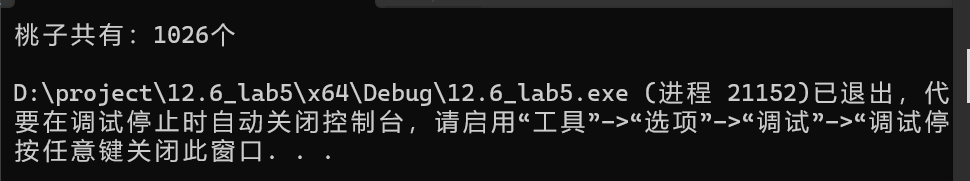 桃子共有：1026个
D:\project\12.6_lab5\x64\Debug\12.6_lab5.exe (进程 21152)已退出，代
要在调试停止时自动关闭控制台，请启用“工具”->“选项”->“调试”->“调试停
按任意键关闭此窗口. . .